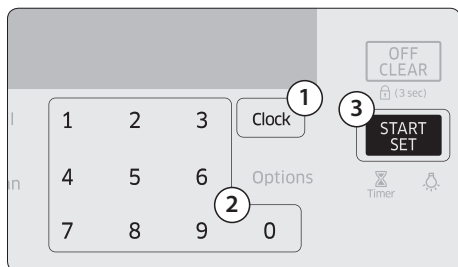 OFF
CLEAR
(3 sec)
1
3
1 2 3 Clock
START
SET
4 5 6 Options
Timer
2
7 8 9 0